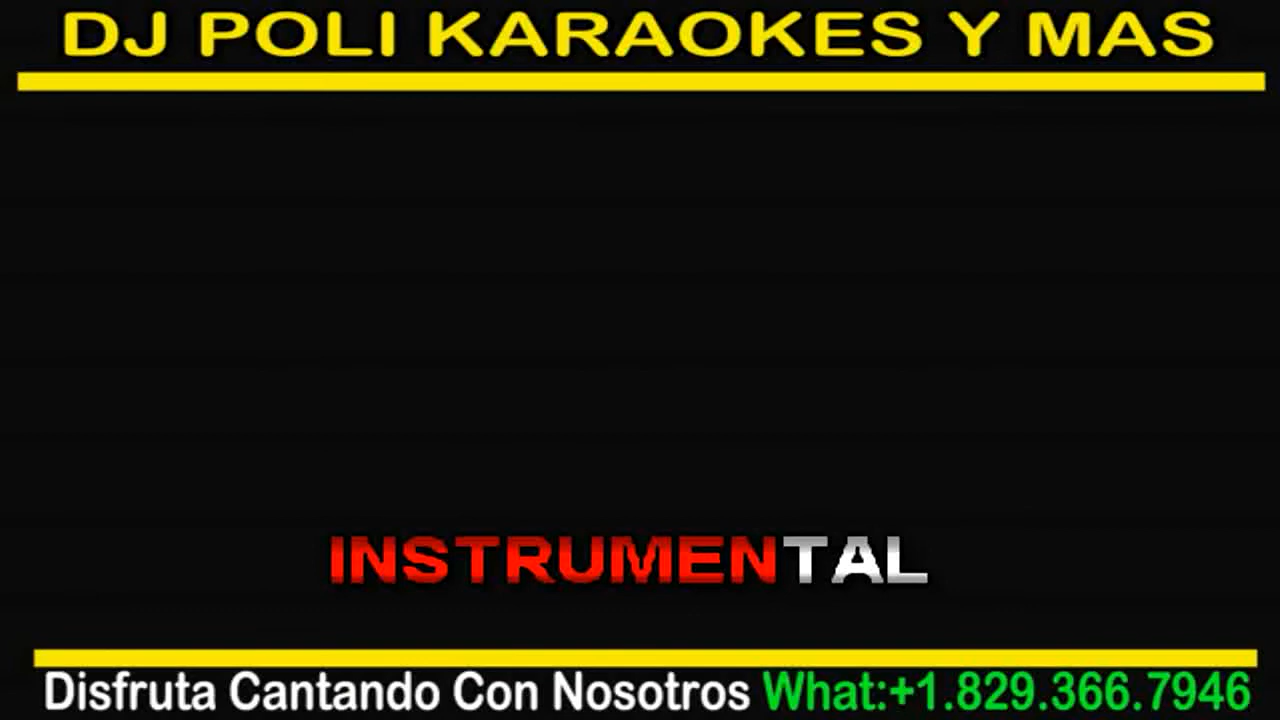 DJ POLI KARAOKES Y MAS
INSTRUMENTAL
Disfruta Cantando Con Nosotros What:+1.829.366.7946